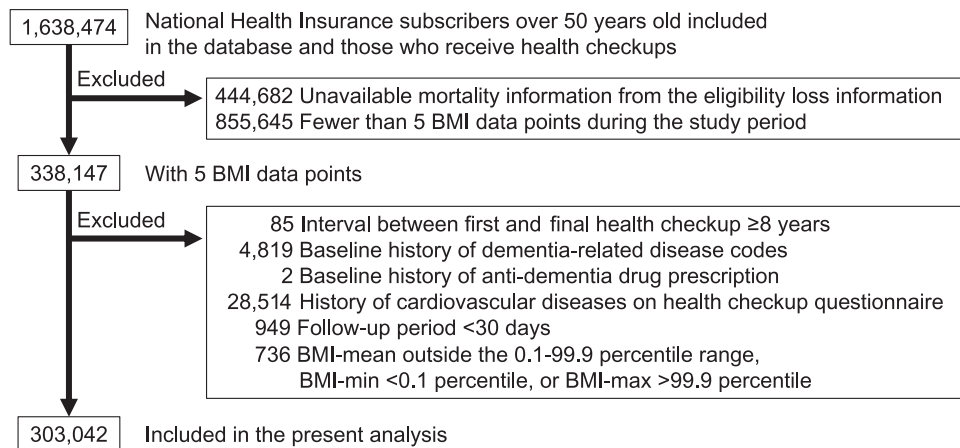 1,638,474
National Health Insurance subscribers over 50 years old included
in the database and those who receive health checkups
Excluded
444,682 Unavailable mortality information from the eligibility loss information
855,645 Fewer than 5 BMI data points during the study period
338,147
With 5 BMI data points
Excluded
85 Interval between first and final health checkup ≥8 years
4,819 Baseline history of dementia-related disease codes
2 Baseline history of anti-dementia drug prescription
28,514 History of cardiovascular diseases on health checkup questionnaire
949 Follow-up period <30 days
736 BMI-mean outside the 0.1-99.9 percentile range,
BMI-min <0.1 percentile, or BMI-max >99.9 percentile
303,042
Included in the present analysis